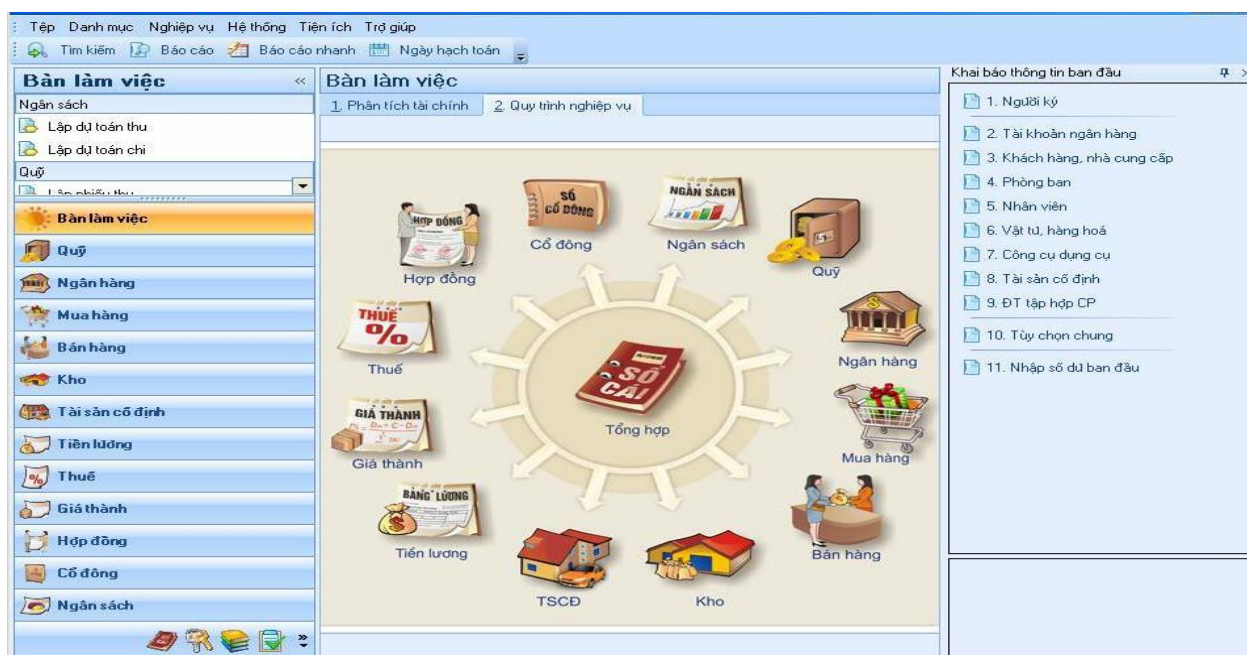 Tệp Danh mục Nghiệp vụ Hệ thống Tiện ích Trợ giúp
Tìm kiếm Báo cáo Báo cáo nhanh Ngày hạch toán
Bàn làm việc
Ngân sách
Lập dự toán thu
Lập dự toán chi
Quỹ
Lập phiếu thu
Bàn làm việc
Quỹ
Ngân hàng
Mua hàng
Bán hàng
Kho
Tài sản cố định
Tiền lương
Thuế
Giá thành
Hợp đồng
Cổ đông
Ngân sách
Bàn làm việc
1. Phân tích tài chính 2. Quy trình nghiệp vụ
HỢP ĐỒNG
Hợp đồng
SỔ CỔ ĐÔNG
Cổ đông
NGÂN SÁCH
Ngân sách
Quỹ
THUẾ
%
Thuế
Ngân hàng
SỔ CÁI
Tổng hợp
GIÁ THÀNH
Giá thành
Mua hàng
BẢNG LƯƠNG
Tiền lương
TSCĐ
Kho
Bán hàng
Khai báo thông tin ban đầu
1. Người ký
2. Tài khoản ngân hàng
3. Khách hàng, nhà cung cấp
4. Phòng ban
5. Nhân viên
6. Vật tư, hàng hoá
7. Công cụ dụng cụ
8. Tài sản cố định
9. ĐT tập hợp CP
10. Tùy chọn chung
11. Nhập số dư ban đầu